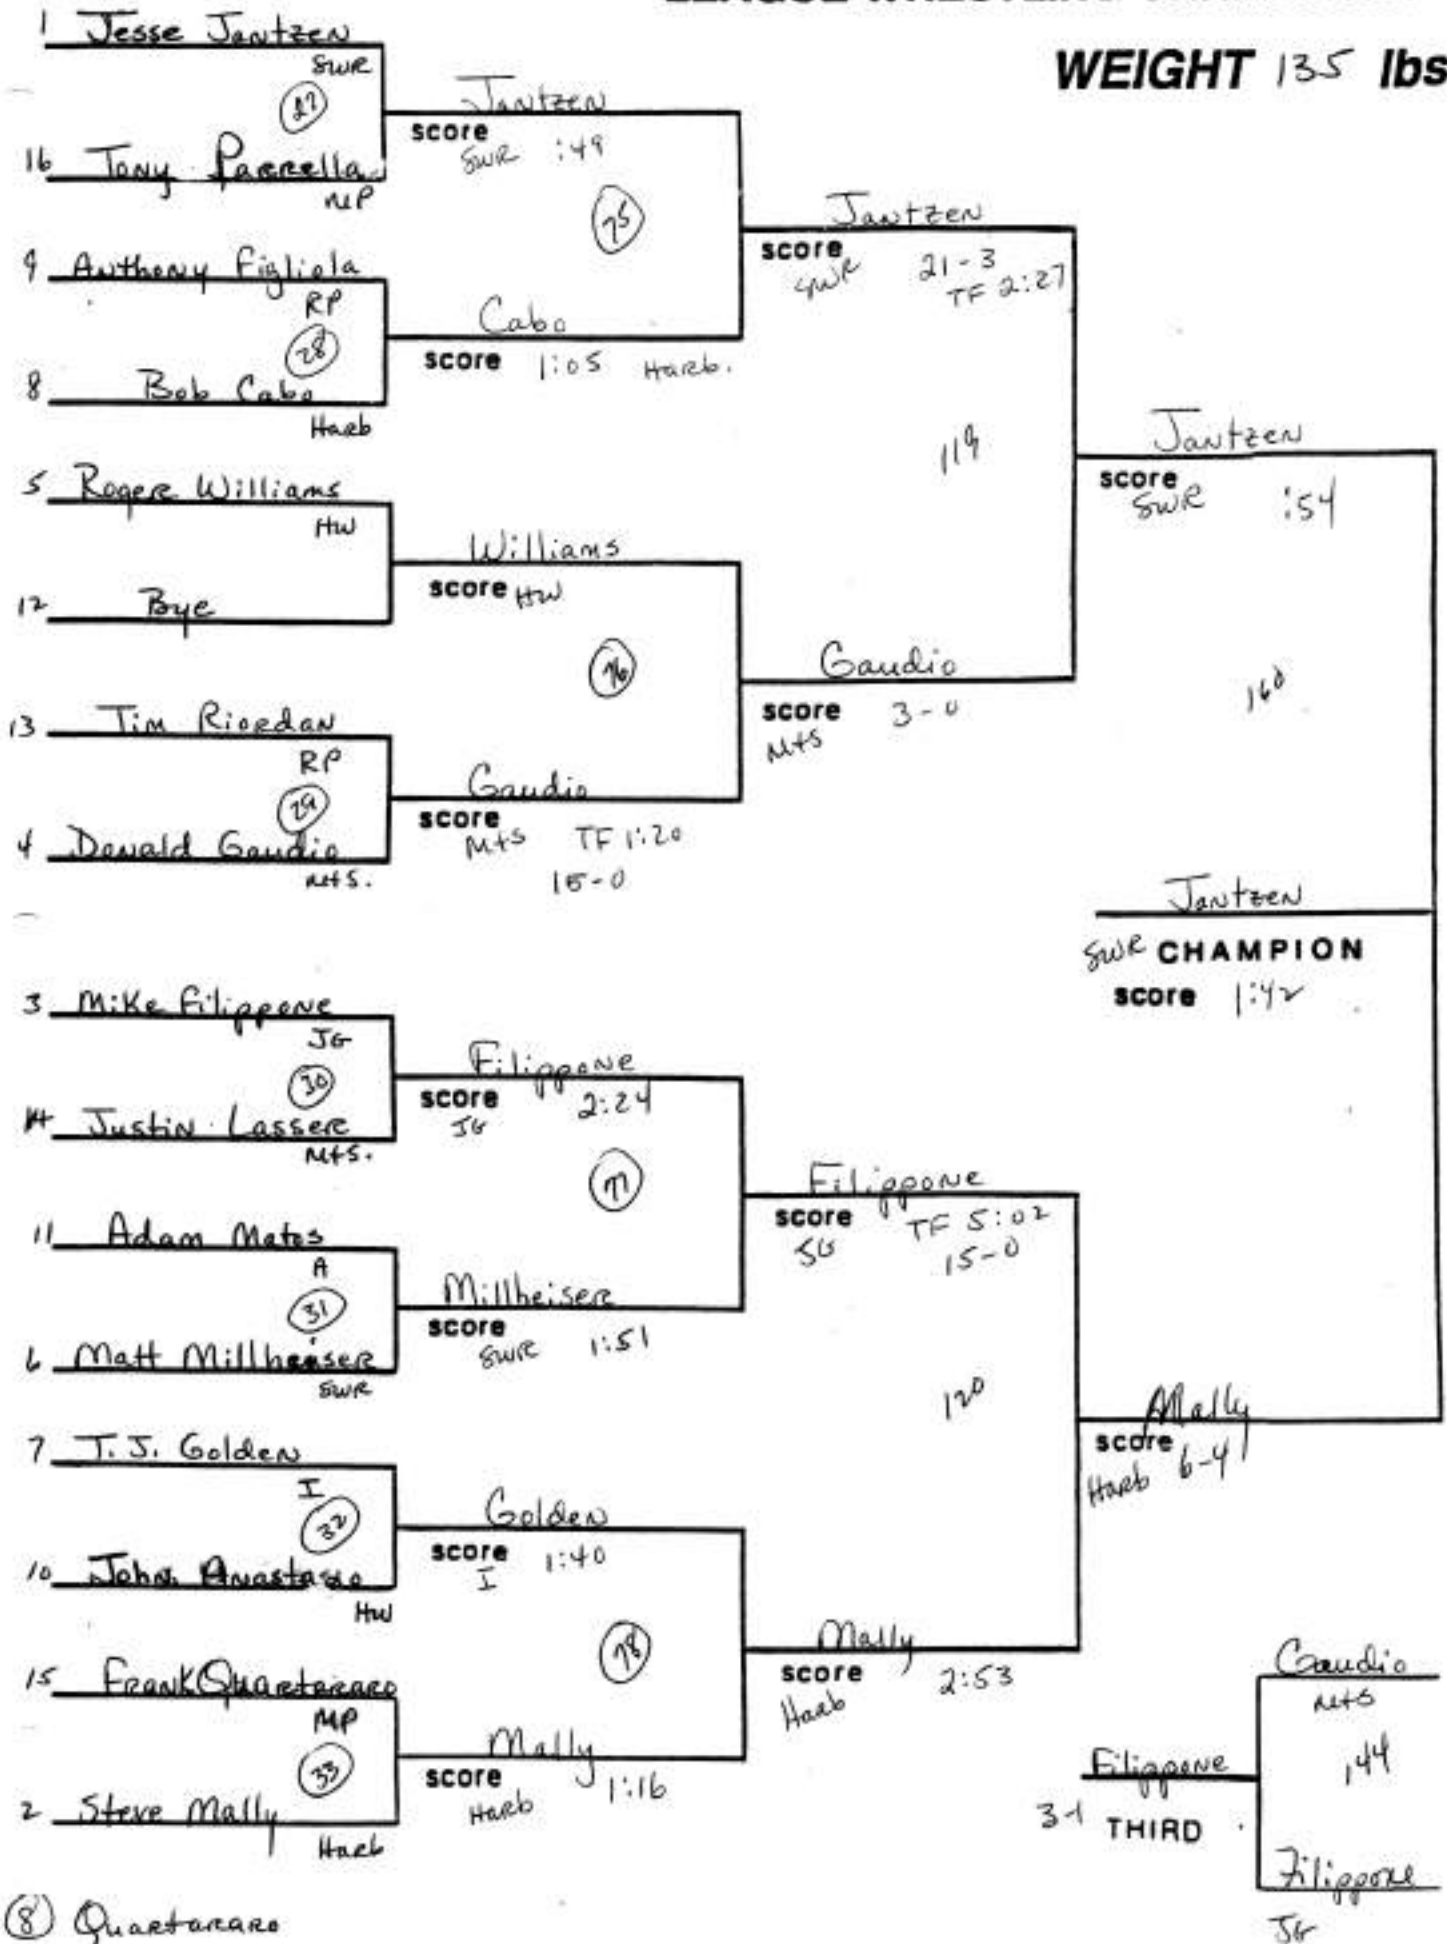 WEIGHT 135 lbs
1 Jesse Jantzen
SWR
27
16 Tony Parrella
MP
Jantzen
score
SWR :49
75
9 Anthony Figliola
RP
28
8 Bob Cabo
Harb
Cabo
score 1:05 Harb.
Jantzen
score
SWR 21-3
TF 2:27
5 Roger Williams
HW
12 Bye
Williams
score HW
76
13 Tim Riordan
RP
29
4 Donald Gaudio
MtS.
Gaudio
score
MtS TF 1:20
15-0
Gaudio
score 3-0
MtS
119
Jantzen
score
SWR :54
160
Jantzen
SWR CHAMPION
score 1:42
3 Mike Filippone
JG
30
14 Justin Lasser
MtS.
Filippone
score 2:24
JG
77
11 Adam Matos
A
31
6 Matt Millheiser
SWR
Millheiser
score
SWR 1:51
Filippone
score TF 5:02
JG 15-0
7 T.J. Golden
I
32
10 John Anastasio
HW
Golden
score 1:40
I
78
15 Frank Quartararo
MP
33
2 Steve Mally
Harb
Mally
score 1:16
Harb
Mally
score 2:53
Harb
120
Mally
score
Harb 6-4
Gaudio
MtS
144
Filippone
3-1 THIRD
Filippone
JG
8 Quartararo